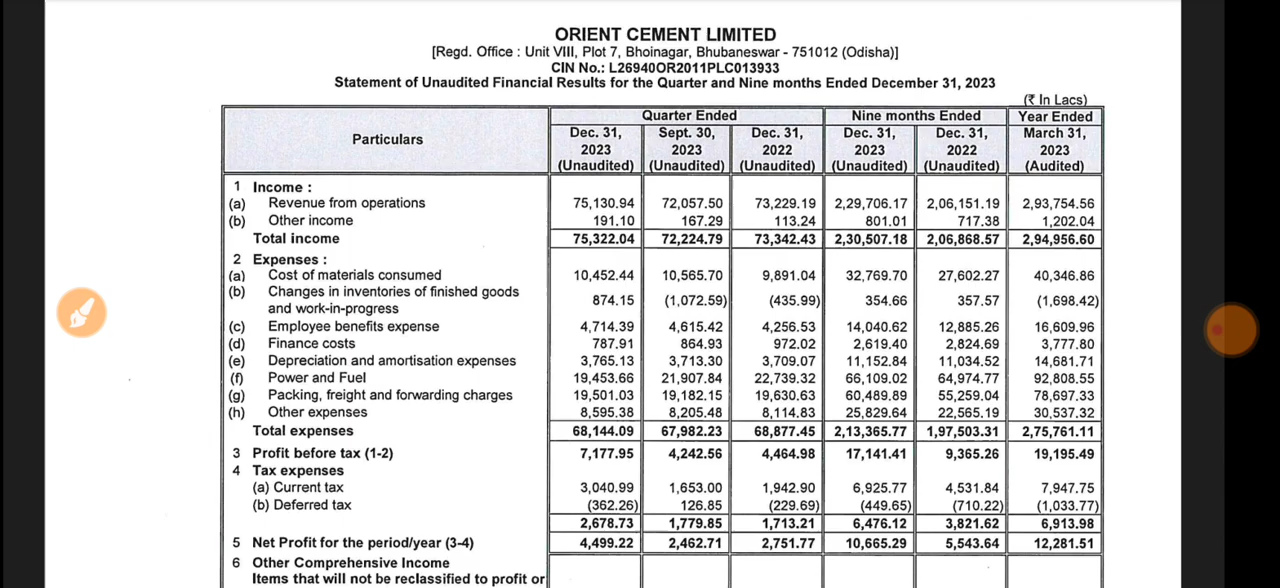 ORIENT CEMENT LIMITED
[Regd. Office : Unit VIII, Plot 7, Bhoinagar, Bhubaneswar - 751012 (Odisha)]
CIN No.: L26940OR2011PLC013933
Statement of Unaudited Financial Results for the Quarter and Nine months Ended December 31, 2023
(₹ In Lacs)
Particulars Quarter Ended Nine months Ended Year Ended
Dec. 31, 2023 (Unaudited) Sept. 30, 2023 (Unaudited) Dec. 31, 2022 (Unaudited) Dec. 31, 2023 (Unaudited) Dec. 31, 2022 (Unaudited) March 31, 2023 (Audited)
1 Income :
(a) Revenue from operations 75,130.94 72,057.50 73,229.19 2,29,706.17 2,06,151.19 2,93,754.56
(b) Other income 191.10 167.29 113.24 801.01 717.38 1,202.04
Total income 75,322.04 72,224.79 73,342.43 2,30,507.18 2,06,868.57 2,94,956.60
2 Expenses :
(a) Cost of materials consumed 10,452.44 10,565.70 9,891.04 32,769.70 27,602.27 40,346.86
(b) Changes in inventories of finished goods
and work-in-progress 874.15 (1,072.59) (435.99) 354.66 357.57 (1,698.42)
(c) Employee benefits expense 4,714.39 4,615.42 4,256.53 14,040.62 12,885.26 16,609.96
(d) Finance costs 787.91 864.93 972.02 2,619.40 2,824.69 3,777.80
(e) Depreciation and amortisation expenses 3,765.13 3,713.30 3,709.07 11,152.84 11,034.52 14,681.71
(f) Power and Fuel 19,453.66 21,907.84 22,739.32 66,109.02 64,974.77 92,808.55
(g) Packing, freight and forwarding charges 19,501.03 19,182.15 19,630.63 60,489.89 55,259.04 78,697.33
(h) Other expenses 8,595.38 8,205.48 8,114.83 25,829.64 22,565.19 30,537.32
Total expenses 68,144.09 67,982.23 68,877.45 2,13,365.77 1,97,503.31 2,75,761.11
3 Profit before tax (1-2) 7,177.95 4,242.56 4,464.98 17,141.41 9,365.26 19,195.49
4 Tax expenses
(a) Current tax 3,040.99 1,653.00 1,942.90 6,925.77 4,531.84 7,947.75
(b) Deferred tax (362.26) 126.85 (229.69) (449.65) (710.22) (1,033.77)
2,678.73 1,779.85 1,713.21 6,476.12 3,821.62 6,913.98
5 Net Profit for the period/year (3-4) 4,499.22 2,462.71 2,751.77 10,665.29 5,543.64 12,281.51
6 Other Comprehensive Income
Items that will not be reclassified to profit or